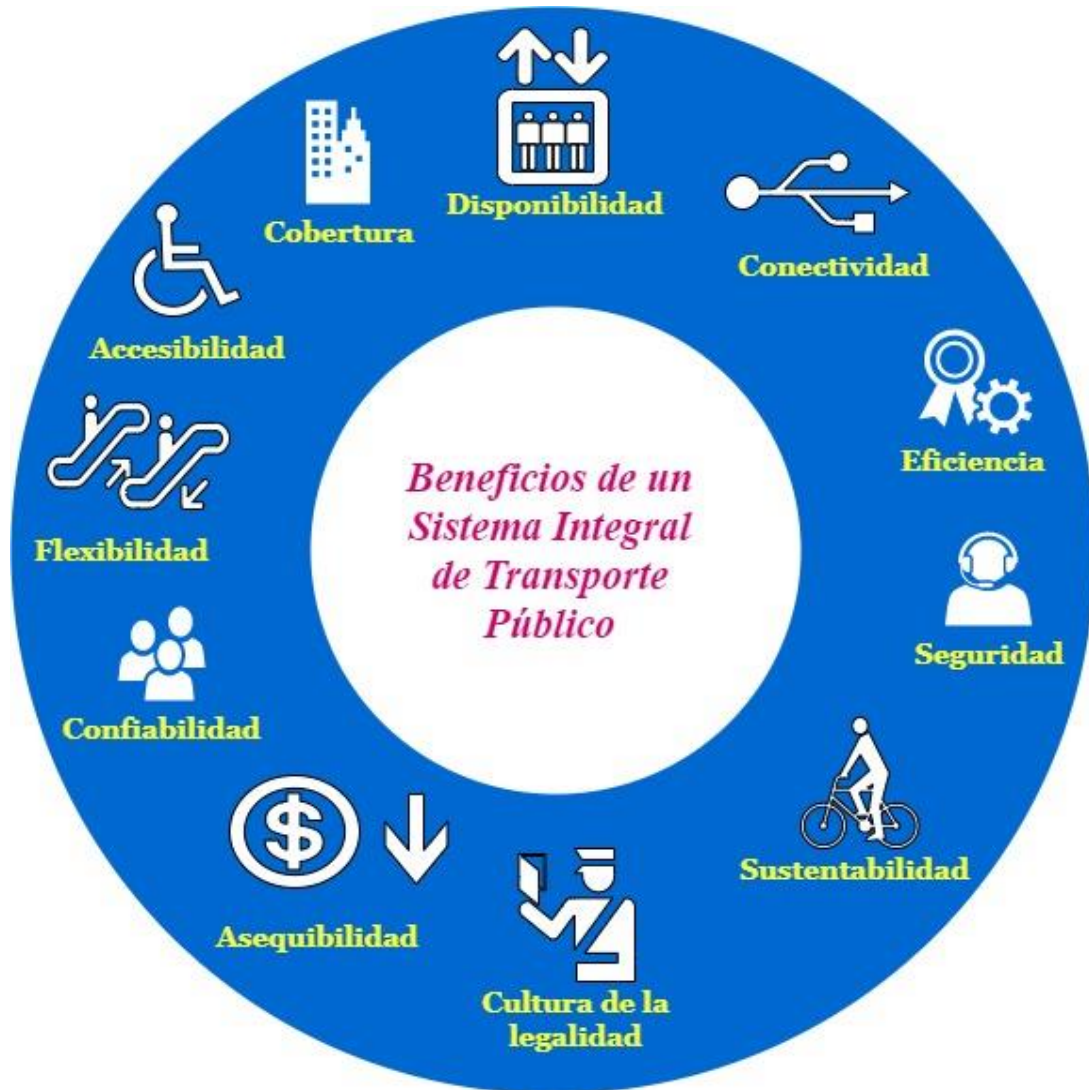 Beneficios de un
Sistema Integral
de Transporte
Público
Disponibilidad
Conectividad
Eficiencia
Seguridad
Sustentabilidad
Cultura de la
legalidad
$
Asequibilidad
Confiabilidad
Flexibilidad
Accesibilidad
Cobertura